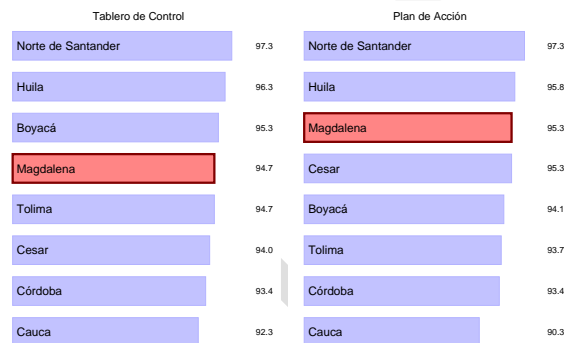 Tablero de Control
Norte de Santander 97.3
Huila 96.3
Boyacá 95.3
Magdalena 94.7
Tolima 94.7
Cesar 94.0
Córdoba 93.4
Cauca 92.3
Plan de Acción
Norte de Santander 97.3
Huila 95.8
Magdalena 95.3
Cesar 95.3
Boyacá 94.1
Tolima 93.7
Córdoba 93.4
Cauca 90.3